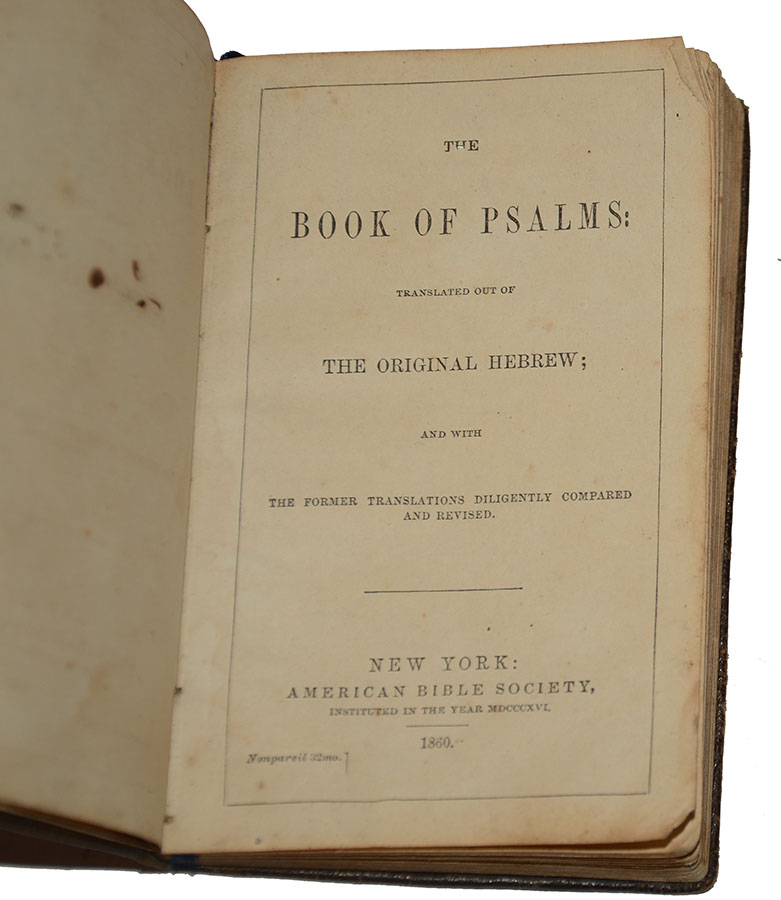 THE
BOOK OF PSALMS:
TRANSLATED OUT OF
THE ORIGINAL HEBREW;
AND WITH
THE FORMER TRANSLATIONS DILIGENTLY COMPARED
AND REVISED.
NEW YORK:
AMERICAN BIBLE SOCIETY,
INSTITUTED IN THE YEAR MDCCCXVI.
1860.
Nonpareil 32mo.]